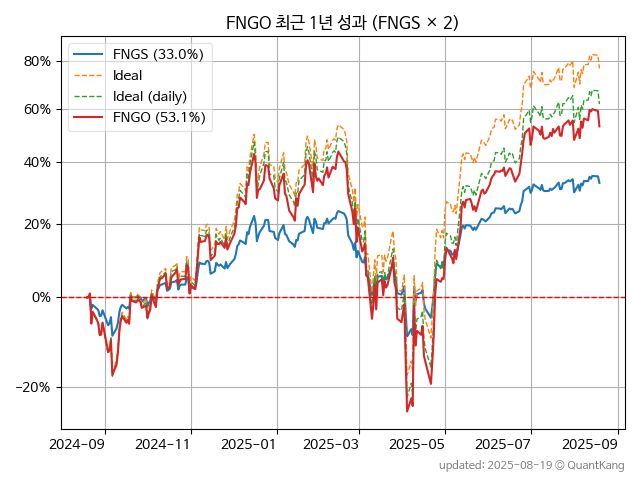 FNGO 최근 1년 성과 (FNGS × 2)
FNGS (33.0%)
Ideal
Ideal (daily)
FNGO (53.1%)
80%
60%
40%
20%
0%
−20%
2024-09
2024-11
2025-01
2025-03
2025-05
2025-07
2025-09
updated: 2025-08-19 © QuantKang